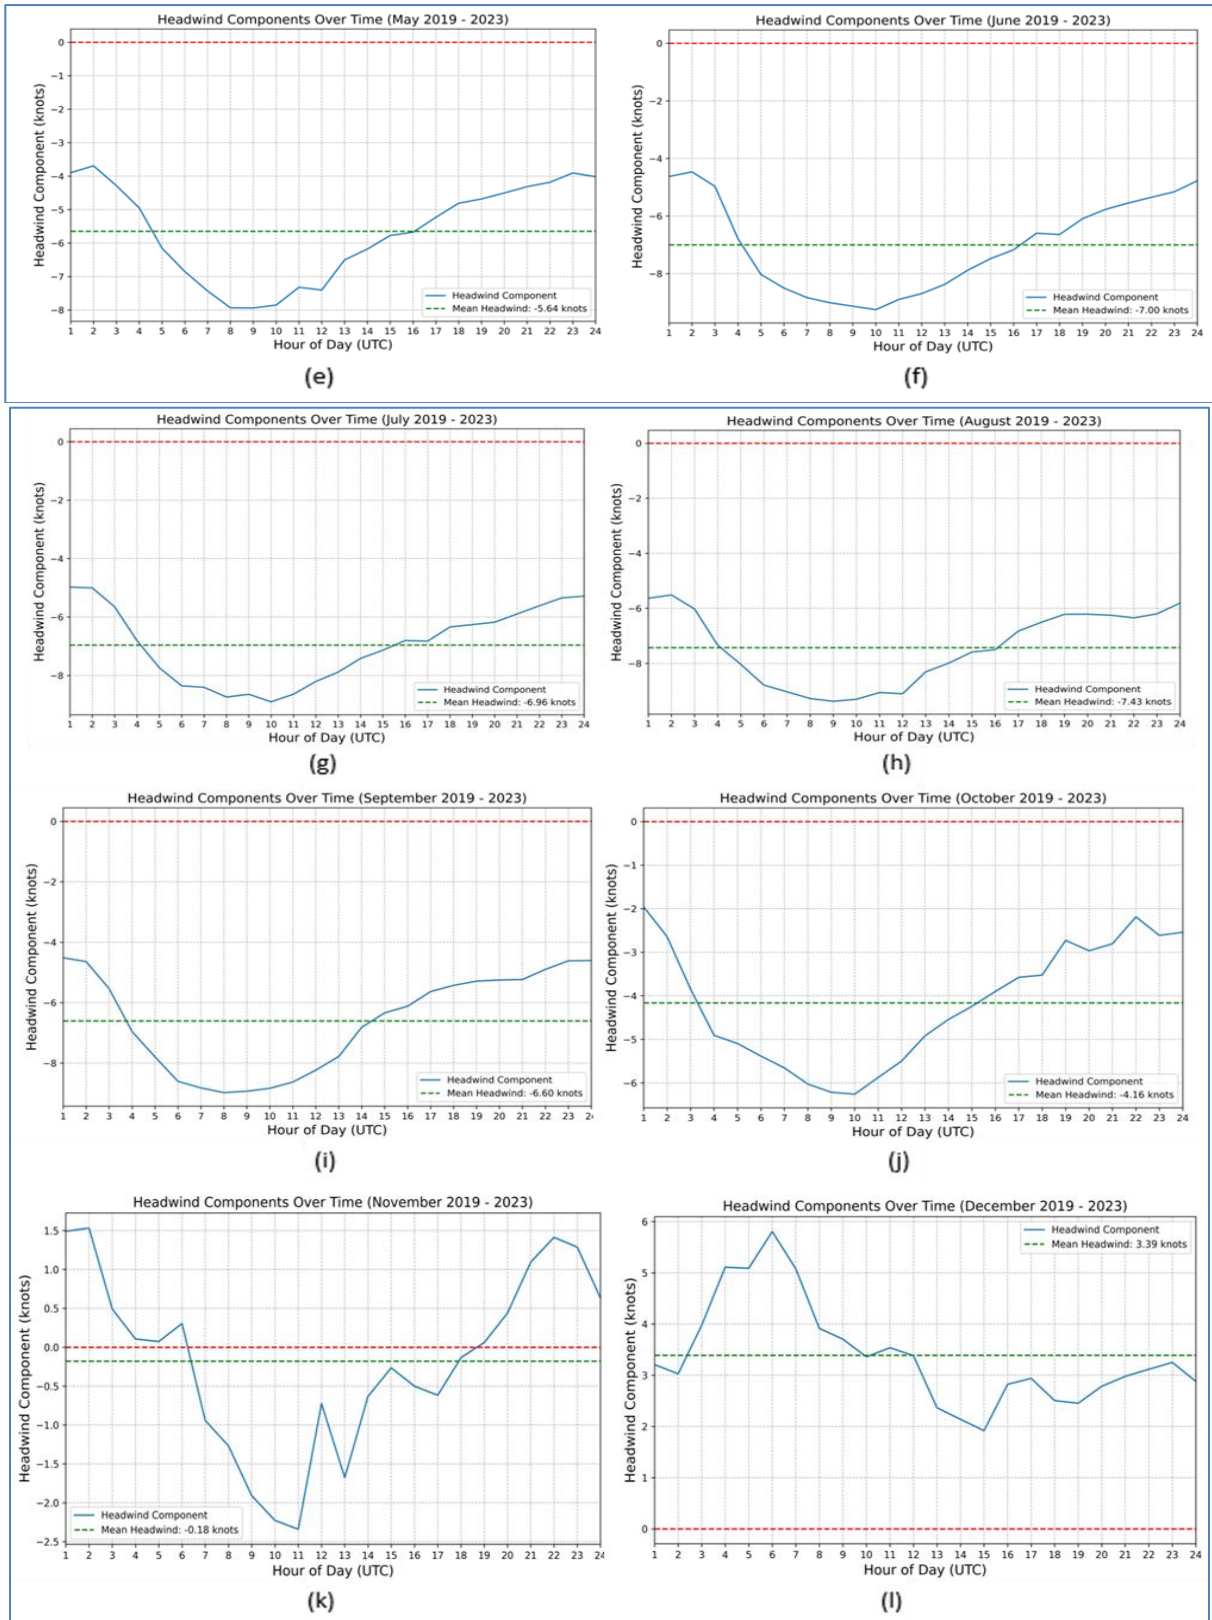 Headwind Components Over Time (May 2019 - 2023)
Headwind Component (knots)
0
−1
−2
−3
−4
−5
−6
−7
−8
Headwind Component
Mean Headwind: -5.64 knots
1 2 3 4 5 6 7 8 9 10 11 12 13 14 15 16 17 18 19 20 21 22 23 24
Hour of Day (UTC)
(e)
Headwind Components Over Time (June 2019 - 2023)
Headwind Component (knots)
0
−2
−4
−6
−8
Headwind Component
Mean Headwind: -7.00 knots
1 2 3 4 5 6 7 8 9 10 11 12 13 14 15 16 17 18 19 20 21 22 23 24
Hour of Day (UTC)
(f)
Headwind Components Over Time (July 2019 - 2023)
Headwind Component (knots)
0
−2
−4
−6
−8
Headwind Component
Mean Headwind: -6.96 knots
1 2 3 4 5 6 7 8 9 10 11 12 13 14 15 16 17 18 19 20 21 22 23 24
Hour of Day (UTC)
(g)
Headwind Components Over Time (August 2019 - 2023)
Headwind Component (knots)
0
−2
−4
−6
−8
Headwind Component
Mean Headwind: -7.43 knots
1 2 3 4 5 6 7 8 9 10 11 12 13 14 15 16 17 18 19 20 21 22 23 24
Hour of Day (UTC)
(h)
Headwind Components Over Time (September 2019 - 2023)
Headwind Component (knots)
0
−2
−4
−6
−8
Headwind Component
Mean Headwind: -6.60 knots
1 2 3 4 5 6 7 8 9 10 11 12 13 14 15 16 17 18 19 20 21 22 23 24
Hour of Day (UTC)
(i)
Headwind Components Over Time (October 2019 - 2023)
Headwind Component (knots)
0
−1
−2
−3
−4
−5
−6
Headwind Component
Mean Headwind: -4.16 knots
1 2 3 4 5 6 7 8 9 10 11 12 13 14 15 16 17 18 19 20 21 22 23 24
Hour of Day (UTC)
(j)
Headwind Components Over Time (November 2019 - 2023)
Headwind Component (knots)
1.5
1.0
0.5
0.0
−0.5
−1.0
−1.5
−2.0
−2.5
Headwind Component
Mean Headwind: -0.18 knots
1 2 3 4 5 6 7 8 9 10 11 12 13 14 15 16 17 18 19 20 21 22 23 24
Hour of Day (UTC)
(k)
Headwind Components Over Time (December 2019 - 2023)
Headwind Component (knots)
6
5
4
3
2
1
0
Headwind Component
Mean Headwind: 3.39 knots
1 2 3 4 5 6 7 8 9 10 11 12 13 14 15 16 17 18 19 20 21 22 23 24
Hour of Day (UTC)
(l)